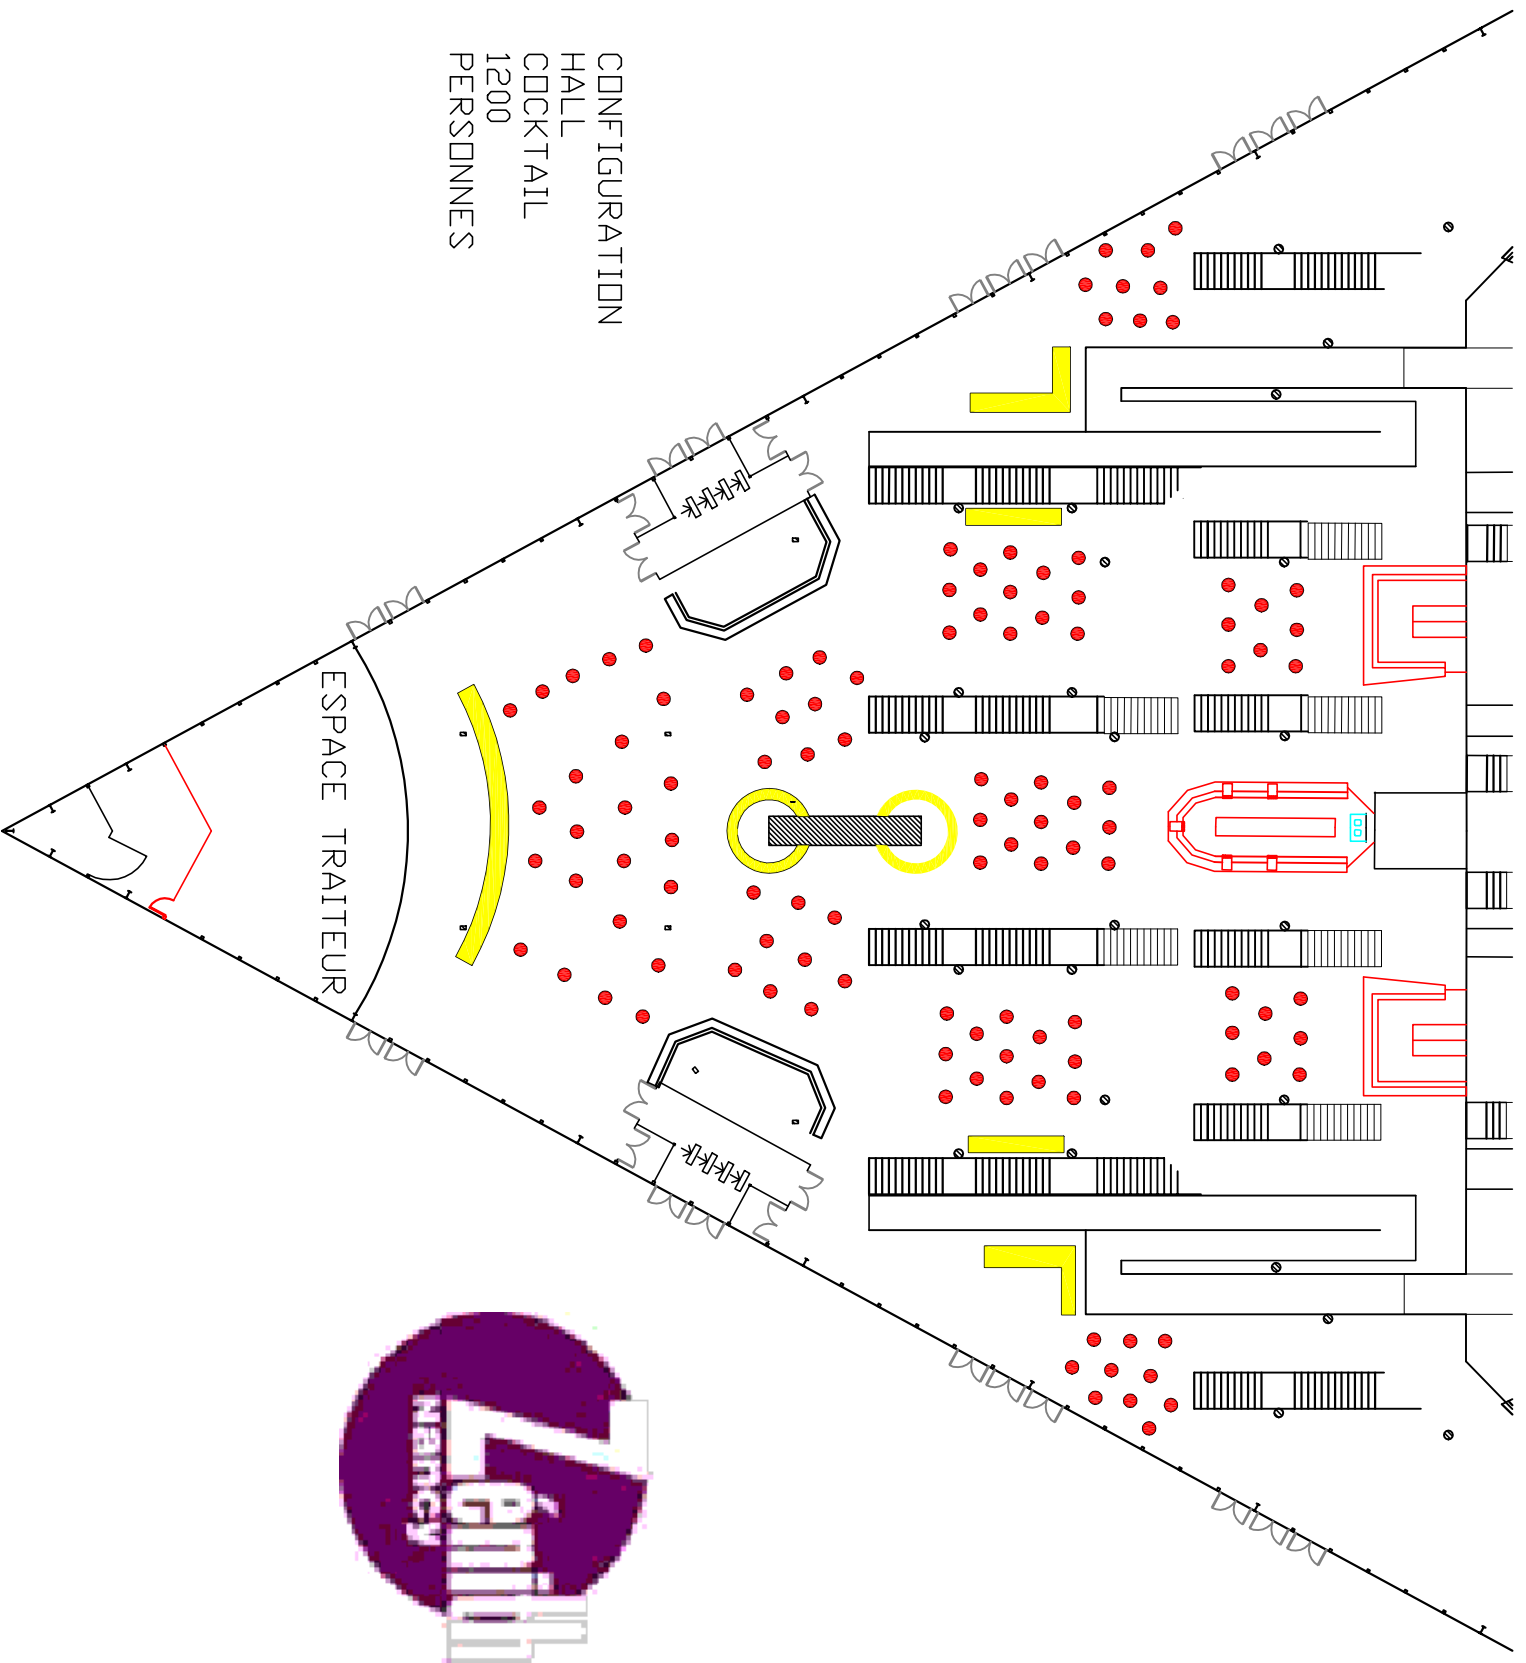 CONFIGURATION
HALL
COCKTAIL
1200
PERSONNES
ESPACE TRAITEUR
Zénith
Nancy